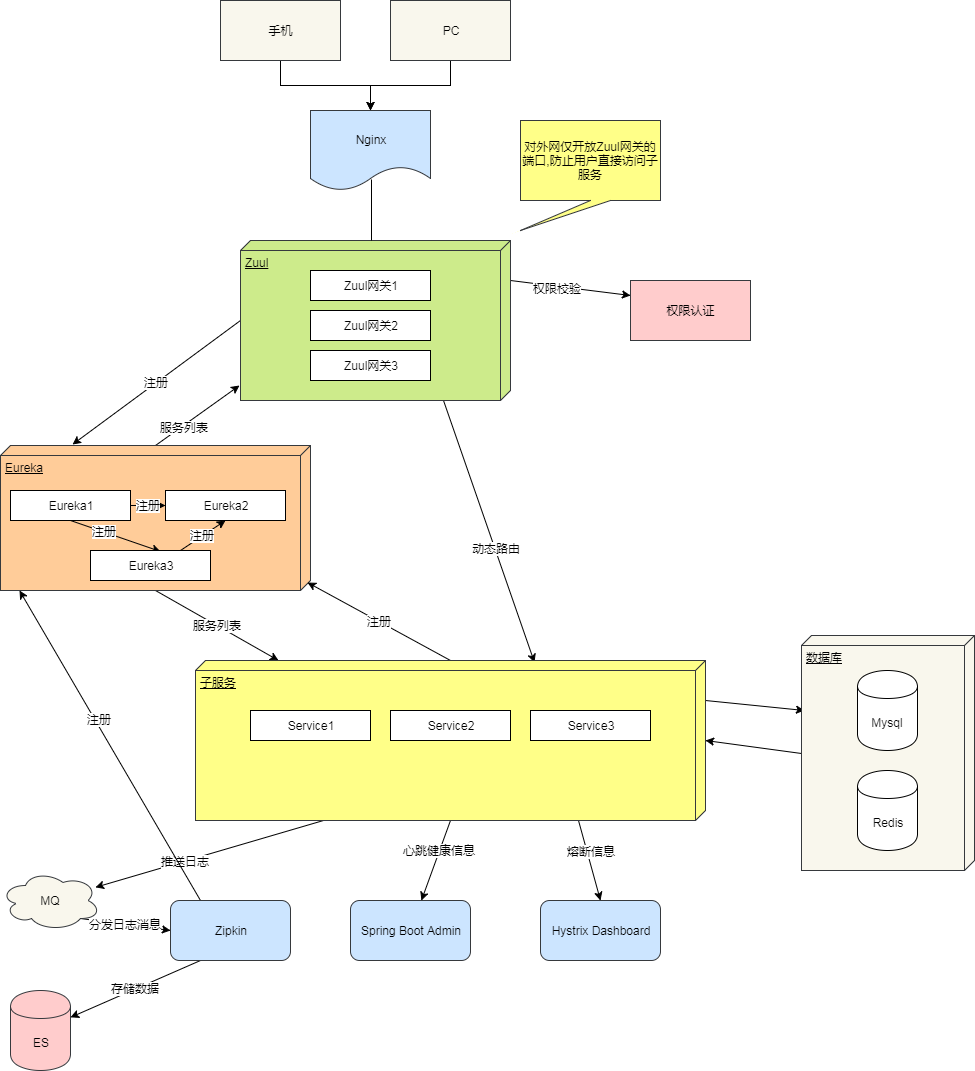 手机
PC
Nginx
对外网仅开放Zuul网关的
端口,防止用户直接访问子
服务
Zuul
Zuul网关1
Zuul网关2
Zuul网关3
权限校验
权限认证
注册
服务列表
Eureka
Eureka1
注册
Eureka2
注册
注册
Eureka3
动态路由
服务列表
注册
子服务
Service1
Service2
Service3
数据库
Mysql
Redis
注册
推送日志
心跳健康信息
熔断信息
MQ
分发日志消息
Zipkin
Spring Boot Admin
Hystrix Dashboard
存储数据
ES